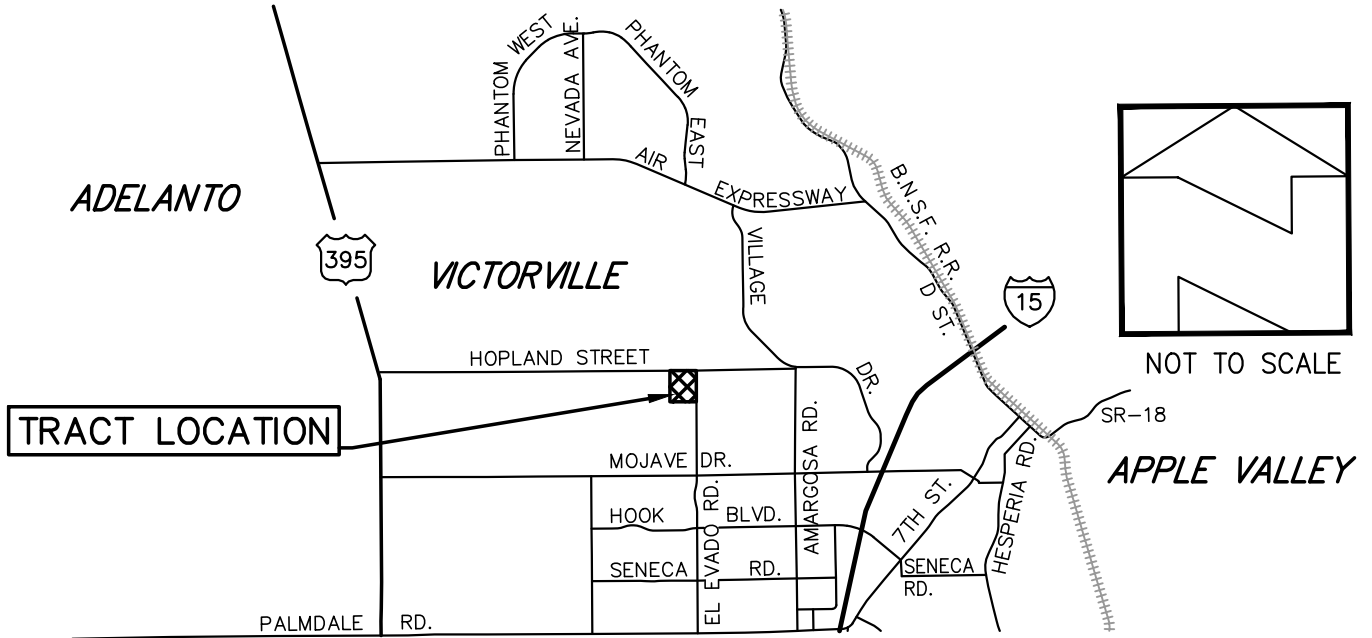 PHANTOM WEST
NEVADA AVE.
PHANTOM EAST
AIR EXPRESSWAY
B.N.S.F. R.R.
D ST.
ADELANTO
395
VICTORVILLE
VILLAGE DR.
15
NOT TO SCALE
HOPLAND STREET
TRACT LOCATION
SR-18
APPLE VALLEY
MOJAVE DR.
AMARGOSA RD.
HOOK BLVD.
7TH ST.
HESPERIA RD.
SENECA RD.
EL EVADO RD.
SENECA
RD.
PALMDALE RD.